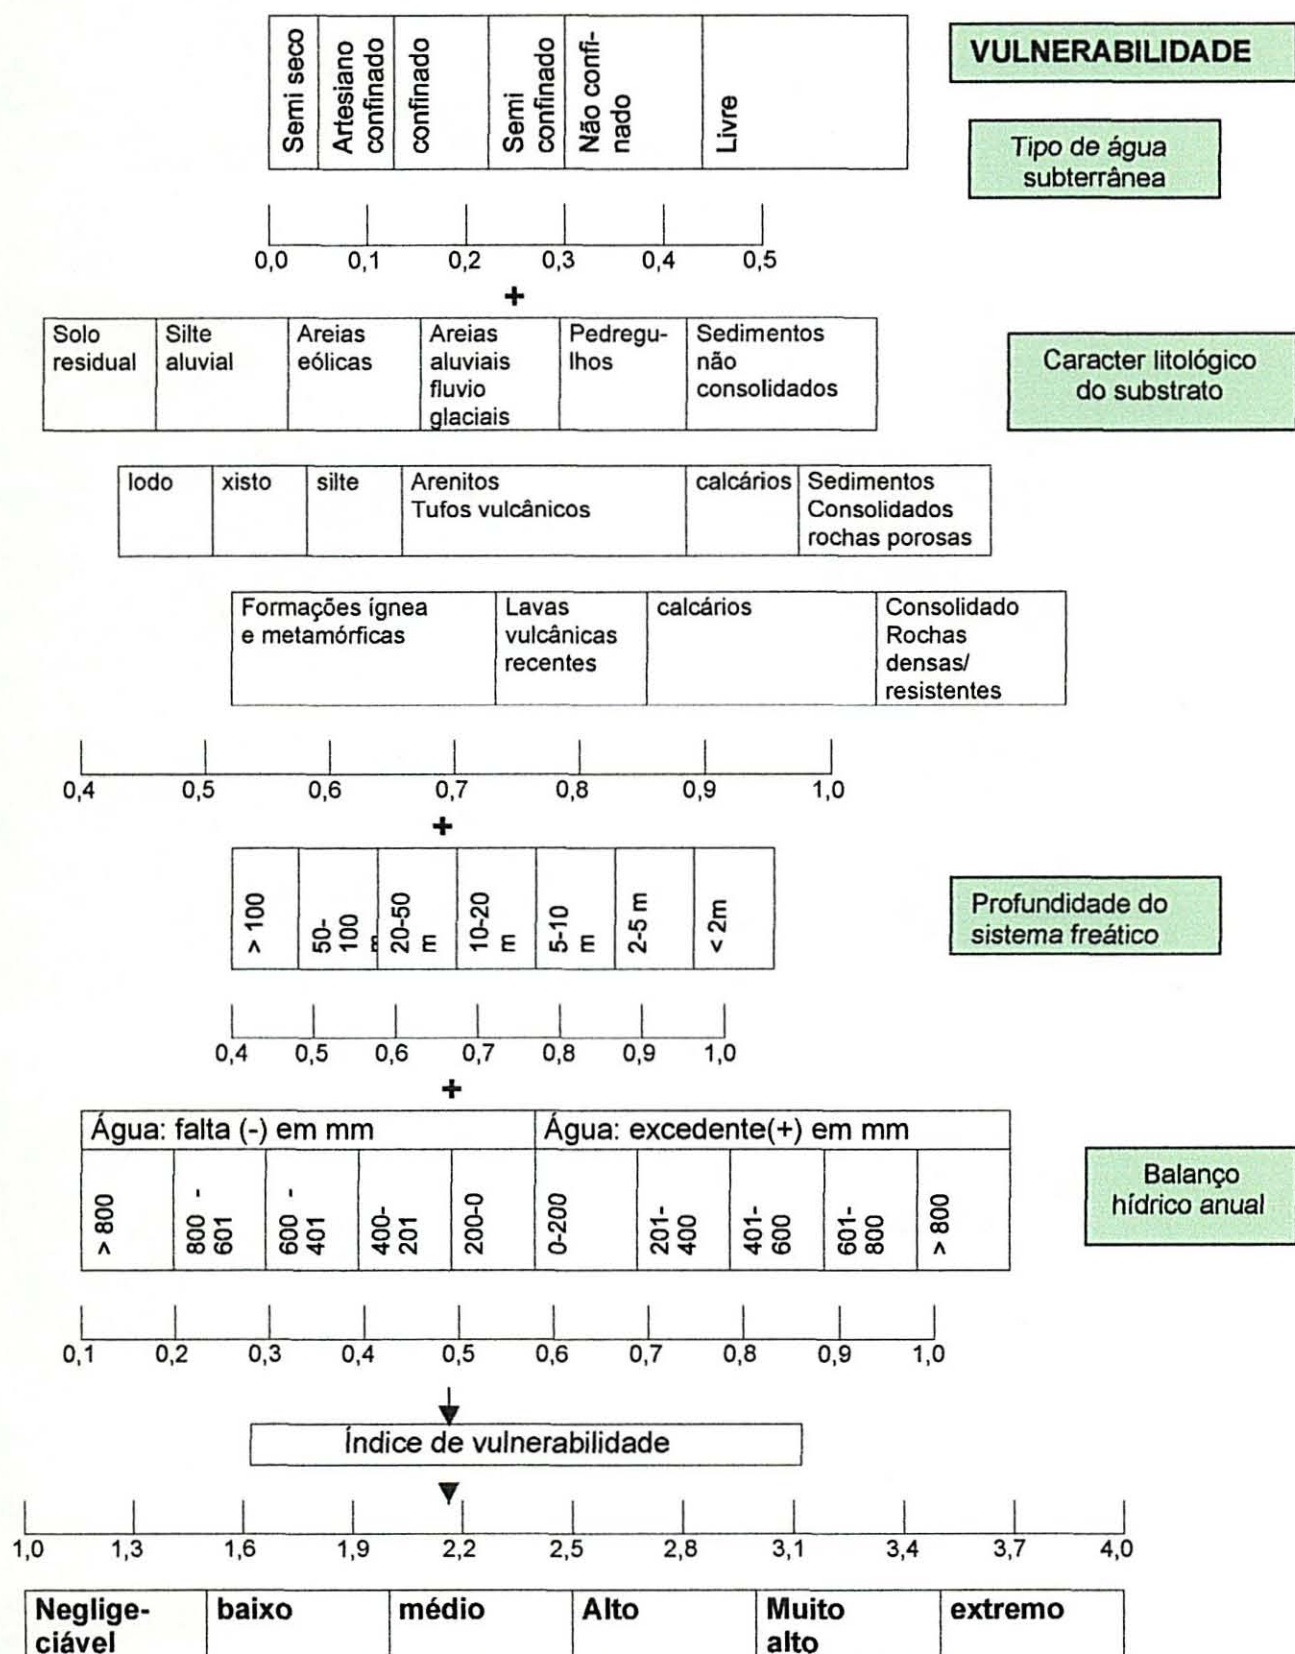 VULNERABILIDADE
Semi seco
Artesiano
confinado
confinado
Semi
confinado
Não confi-
nado
Livre
Tipo de água
subterrânea
0,0 0,1 0,2 0,3 0,4 0,5
+
Solo
residual
Silte
aluvial
Areias
eólicas
Areias
aluviais
fluvio
glaciais
Pedregu-
lhos
Sedimentos
não
consolidados
Caracter litológico
do substrato
lodo
xisto
silte
Arenitos
Tufos vulcânicos
calcários
Sedimentos
Consolidados
rochas porosas
Formações ígnea
e metamórficas
Lavas
vulcânicas
recentes
calcários
Consolidado
Rochas
densas/
resistentes
0,4 0,5 0,6 0,7 0,8 0,9 1,0
+
> 100
50-
100
m
20-50
m
10-20
m
5-10
m
2-5 m
< 2m
Profundidade do
sistema freático
0,4 0,5 0,6 0,7 0,8 0,9 1,0
+
Água: falta (-) em mm
Água: excedente(+) em mm
> 800
800 -
601
600 -
401
400-
201
200-0
0-200
201-
400
401-
600
601-
800
> 800
Balanço
hídrico anual
0,1 0,2 0,3 0,4 0,5 0,6 0,7 0,8 0,9 1,0
Índice de vulnerabilidade
1,0 1,3 1,6 1,9 2,2 2,5 2,8 3,1 3,4 3,7 4,0
Neglige-
ciável
baixo
médio
Alto
Muito
alto
extremo